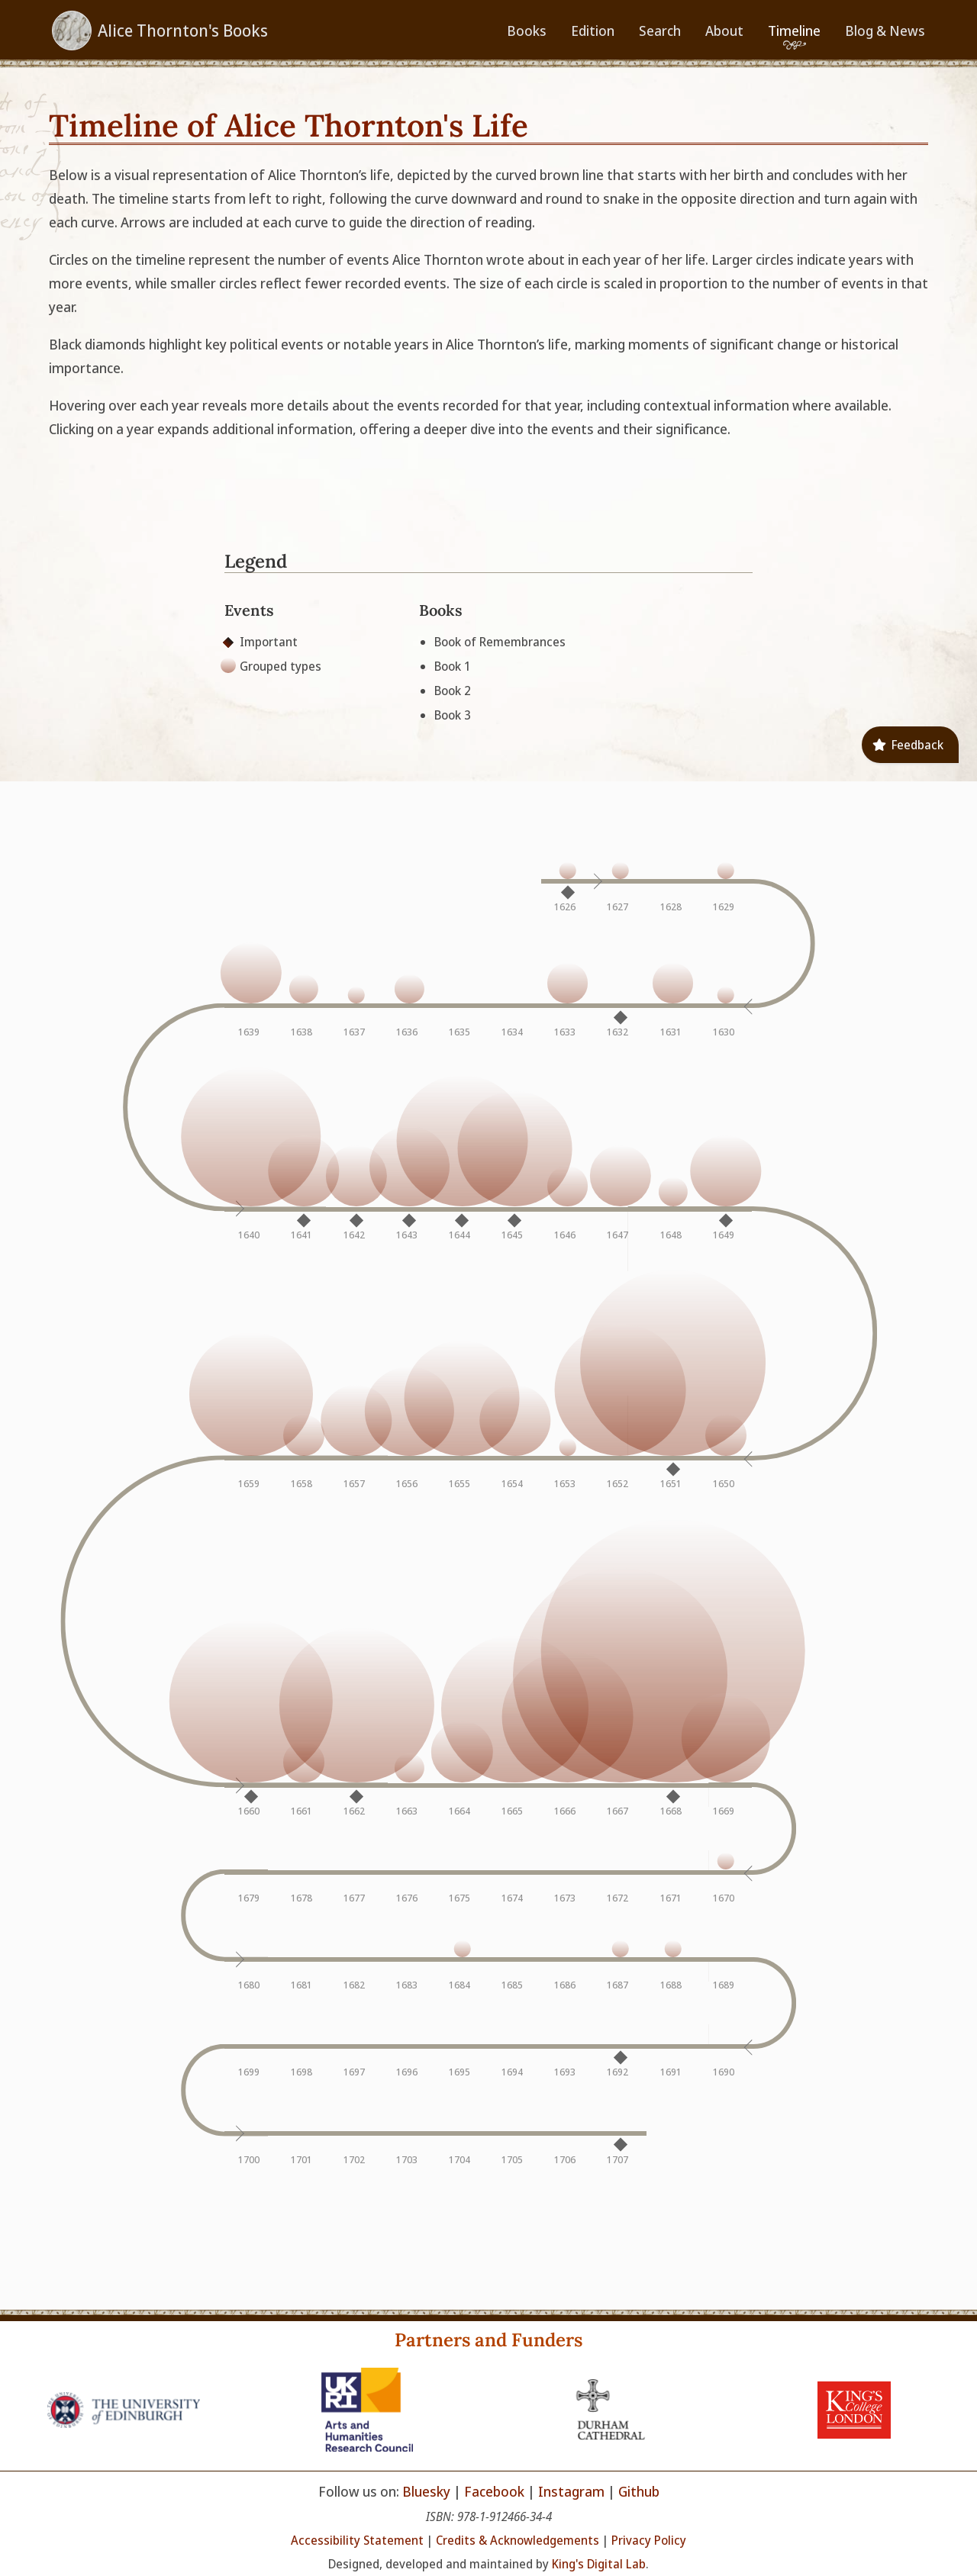 Alice Thornton's Books
Books Edition Search About Timeline Blog & News
Timeline of Alice Thornton's Life
Below is a visual representation of Alice Thornton’s life, depicted by the curved brown line that starts with her birth and concludes with her
death. The timeline starts from left to right, following the curve downward and round to snake in the opposite direction and turn again with
each curve. Arrows are included at each curve to guide the direction of reading.
Circles on the timeline represent the number of events Alice Thornton wrote about in each year of her life. Larger circles indicate years with
more events, while smaller circles reflect fewer recorded events. The size of each circle is scaled in proportion to the number of events in that
year.
Black diamonds highlight key political events or notable years in Alice Thornton’s life, marking moments of significant change or historical
importance.
Hovering over each year reveals more details about the events recorded for that year, including contextual information where available.
Clicking on a year expands additional information, offering a deeper dive into the events and their significance.
Legend
Events
Important
Grouped types
Books
Book of Remembrances
Book 1
Book 2
Book 3
Feedback
1626 1627 1628 1629
1639 1638 1637 1636 1635 1634 1633 1632 1631 1630
1640 1641 1642 1643 1644 1645 1646 1647 1648 1649
1659 1658 1657 1656 1655 1654 1653 1652 1651 1650
1660 1661 1662 1663 1664 1665 1666 1667 1668 1669
1679 1678 1677 1676 1675 1674 1673 1672 1671 1670
1680 1681 1682 1683 1684 1685 1686 1687 1688 1689
1699 1698 1697 1696 1695 1694 1693 1692 1691 1690
1700 1701 1702 1703 1704 1705 1706 1707
Partners and Funders
THE UNIVERSITY
of EDINBURGH
UK
RI
Arts and
Humanities
Research Council
DURHAM
CATHEDRAL
KING'S
College
LONDON
Follow us on: Bluesky | Facebook | Instagram | Github
ISBN: 978-1-912466-34-4
Accessibility Statement | Credits & Acknowledgements | Privacy Policy
Designed, developed and maintained by King's Digital Lab.